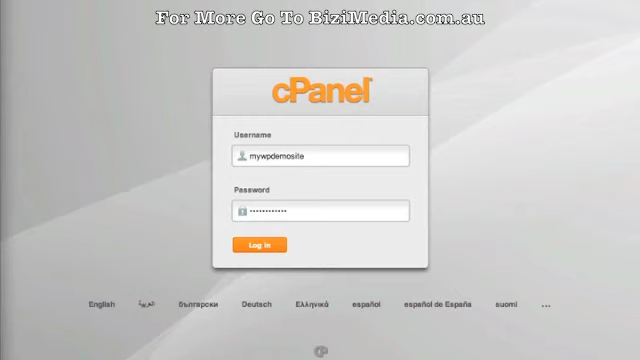 For More Go To BiziMedia.com.au
cPanel
Username
mywpdemosite
Password
••••••••••••
Log in
English العربية български Deutsch Ελληνικά español español de España suomi ...
cP